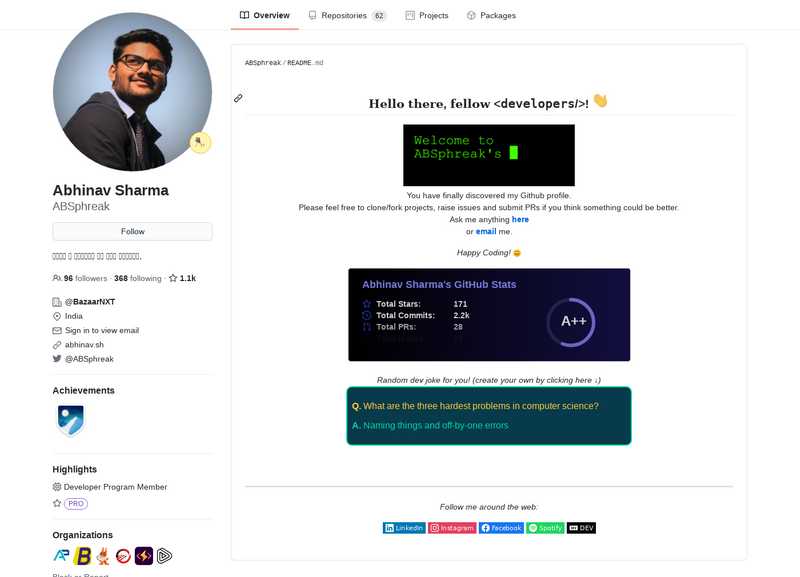 Overview
Repositories 62
Projects
Packages
ABSphreak / README.md
Hello there, fellow <developers/>! 👋
Welcome to
ABSphreak's
You have finally discovered my Github profile.
Please feel free to clone/fork projects, raise issues and submit PRs if you think something could be better.
Ask me anything here
or email me.
Happy Coding! 😊
Abhinav Sharma's GitHub Stats
Total Stars: 171
Total Commits: 2.2k
Total PRs: 28
A++
Random dev joke for you! (create your own by clicking here ↓)
Q. What are the three hardest problems in computer science?
A. Naming things and off-by-one errors
Follow me around the web:
LinkedIn
Instagram
Facebook
Spotify
DEV
Abhinav Sharma
ABSphreak
Follow
96 followers · 368 following · 1.1k
@BazaarNXT
India
Sign in to view email
abhinav.sh
@ABSphreak
Achievements
Highlights
Developer Program Member
PRO
Organizations
Block or Report